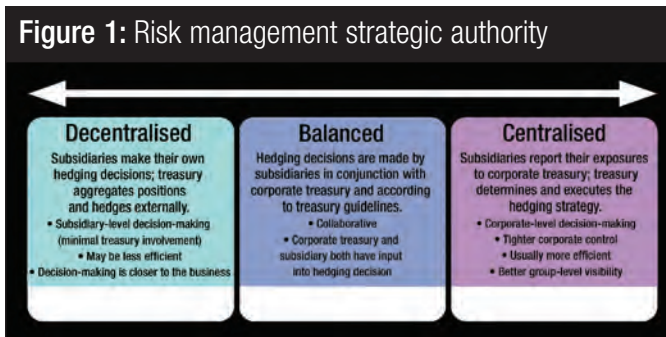 Figure 1: Risk management strategic authority
Decentralised
Subsidiaries make their own
hedging decisions; treasury
aggregates positions
and hedges externally.
• Subsidiary-level decision-making
(minimal treasury involvement)
• May be less efficient
• Decision-making is closer to the business
Balanced
Hedging decisions are made by
subsidiaries in conjunction with
corporate treasury and according
to treasury guidelines.
• Collaborative
• Corporate treasury and
subsidiary both have input
into hedging decision
Centralised
Subsidiaries report their exposures
to corporate treasury; treasury
determines and executes the
hedging strategy.
• Corporate-level decision-making
• Tighter corporate control
• Usually more efficient
• Better group-level visibility